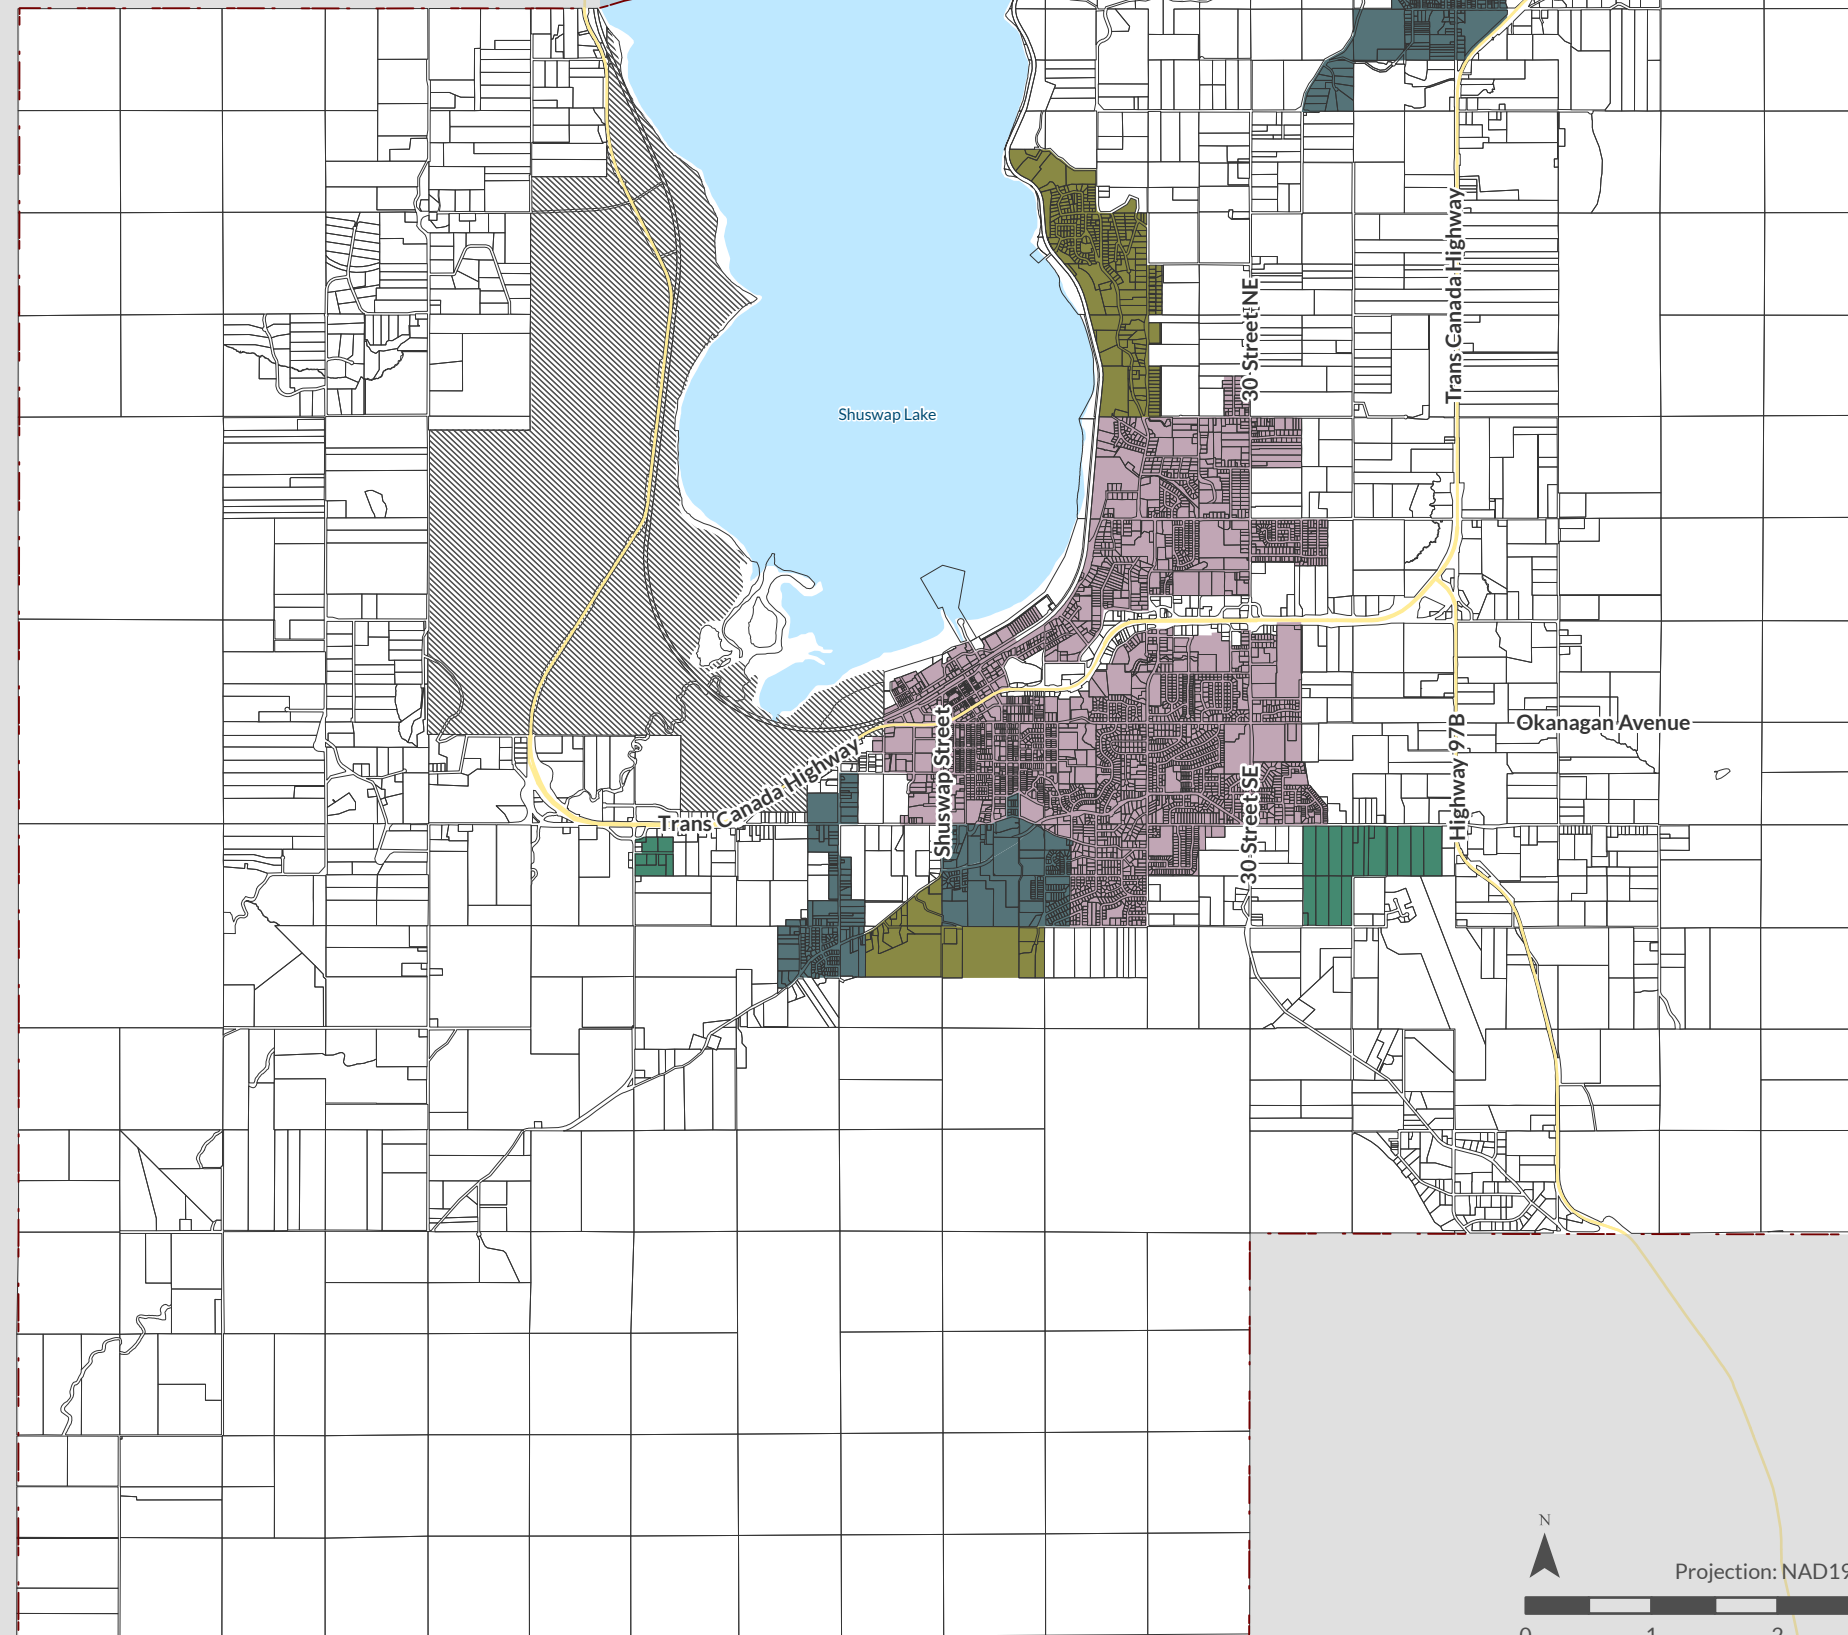 Trans Canada Highway
30 Street NE
Shuswap Lake
Okanagan Avenue
Highway 97B
Shuswap Street
Trans Canada Highway
30 Street SE
N
Projection: NAD19
0 1 2